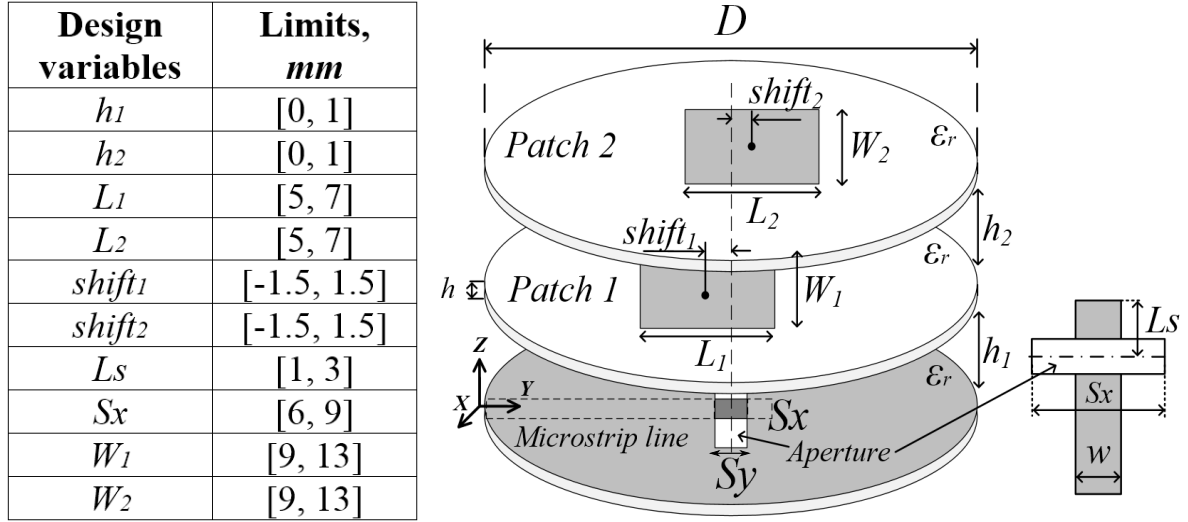 Design variables Limits, mm
h1 [0, 1]
h2 [0, 1]
L1 [5, 7]
L2 [5, 7]
shift1 [-1.5, 1.5]
shift2 [-1.5, 1.5]
Ls [1, 3]
Sx [6, 9]
W1 [9, 13]
W2 [9, 13]
D
shift2
Patch 2
W2
εr
L2
h2
shift1
εr
h
Patch 1
W1
L1
h1
Z
Y
X
εr
Sx
Microstrip line
Aperture
Sy
Ls
Sx
w